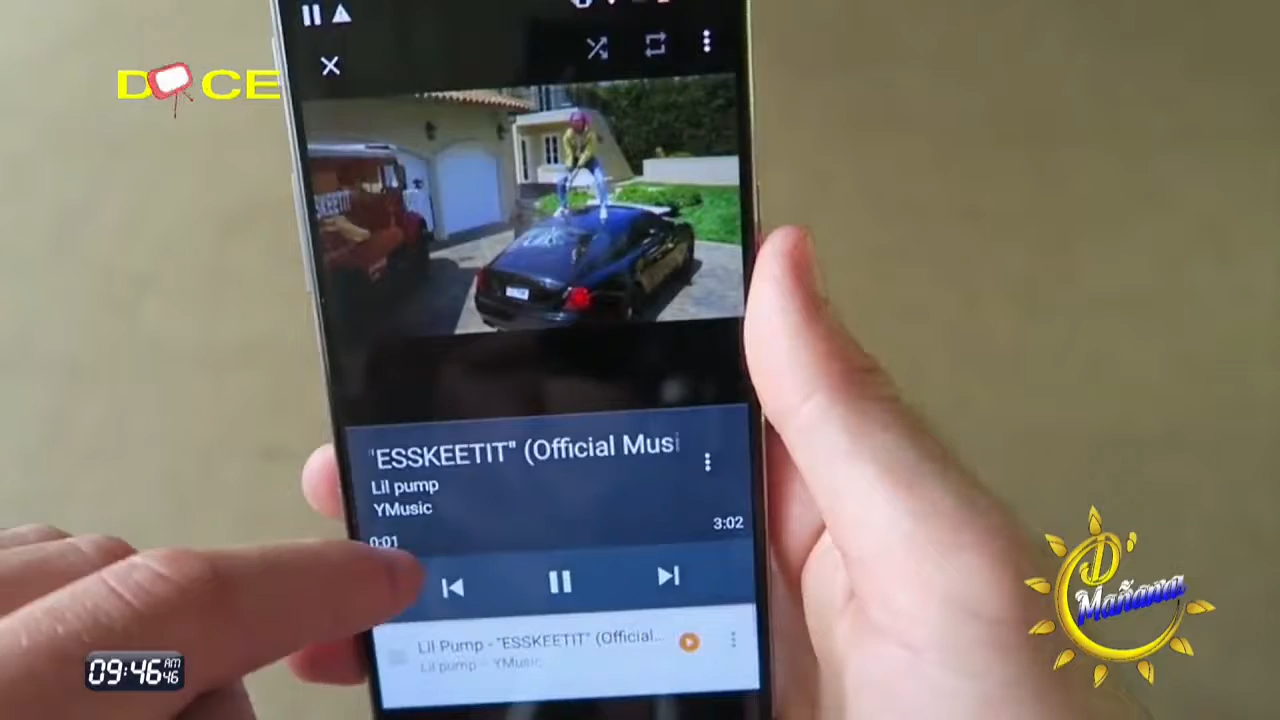 DOCE
SKEETIT
"ESSKEETIT" (Official Musi
Lil pump
YMusic
0:01
3:02
Lil Pump - "ESSKEETIT" (Official...
Lil pump - YMusic
D Mañana
09:46 AM
46